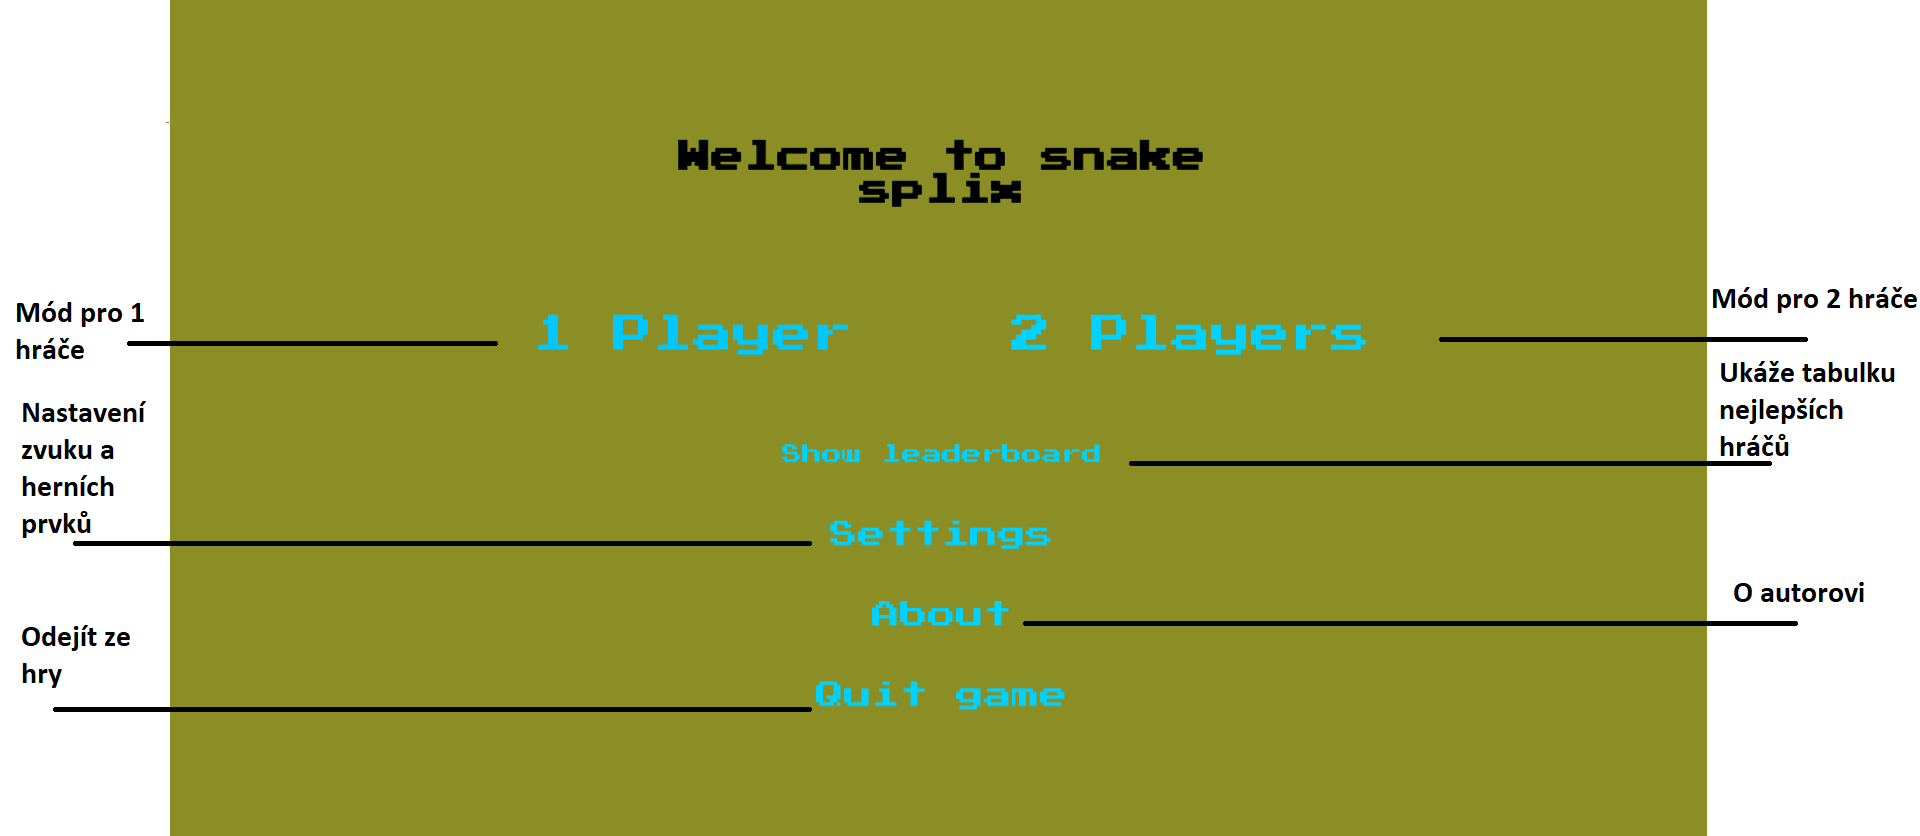 Welcome to snake
splix
Mód pro 1
hráče
1 Player
2 Players
Mód pro 2 hráče
Ukáže tabulku
nejlepších
hráčů
Show leaderboard
Nastavení
zvuku a
herních
prvků
Settings
About
O autorovi
Odejít ze
hry
Quit game